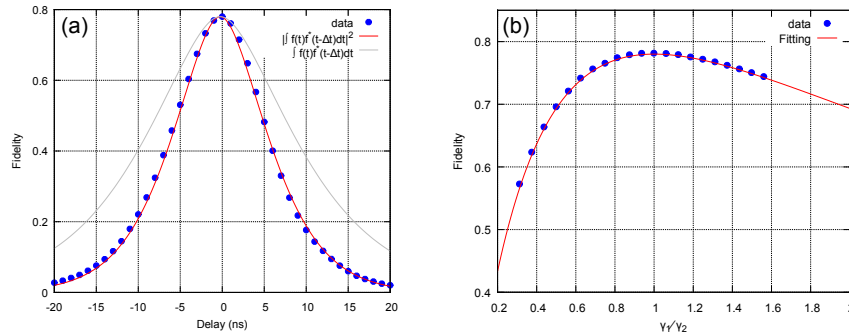 (a)
data
|∫ f(t)f*(t-Δt)dt|²
∫ f(t)f*(t-Δt)dt
Fidelity
0.8
0.6
0.4
0.2
0
-20 -15 -10 -5 0 5 10 15 20
Delay (ns)
(b)
data
Fitting
Fidelity
0.8
0.7
0.6
0.5
0.4
0.2 0.4 0.6 0.8 1 1.2 1.4 1.6 1.8
γ₁/γ₂